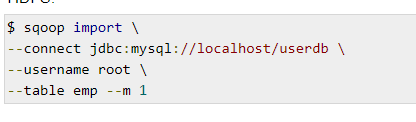 $ sqoop import \
--connect jdbc:mysql://localhost/userdb \
--username root \
--table emp --m 1